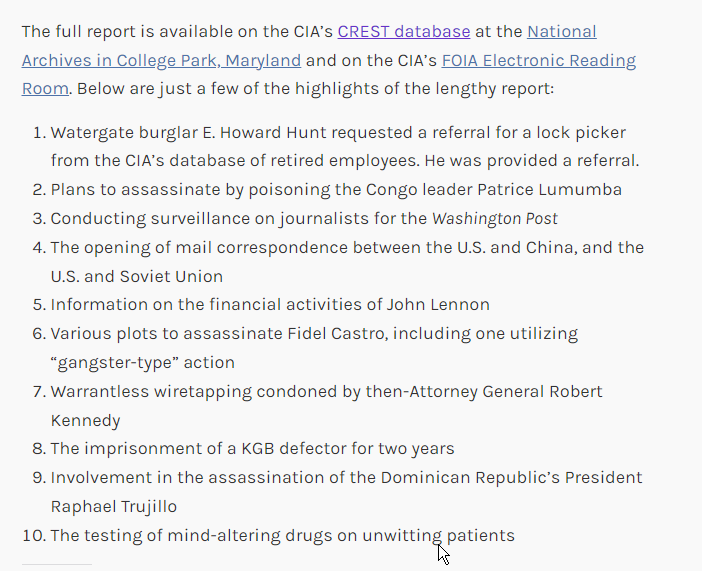 The full report is available on the CIA’s CREST database at the National
Archives in College Park, Maryland and on the CIA’s FOIA Electronic Reading
Room. Below are just a few of the highlights of the lengthy report:
1. Watergate burglar E. Howard Hunt requested a referral for a lock picker
from the CIA’s database of retired employees. He was provided a referral.
2. Plans to assassinate by poisoning the Congo leader Patrice Lumumba
3. Conducting surveillance on journalists for the Washington Post
4. The opening of mail correspondence between the U.S. and China, and the
U.S. and Soviet Union
5. Information on the financial activities of John Lennon
6. Various plots to assassinate Fidel Castro, including one utilizing
“gangster-type” action
7. Warrantless wiretapping condoned by then-Attorney General Robert
Kennedy
8. The imprisonment of a KGB defector for two years
9. Involvement in the assassination of the Dominican Republic’s President
Raphael Trujillo
10. The testing of mind-altering drugs on unwitting patients